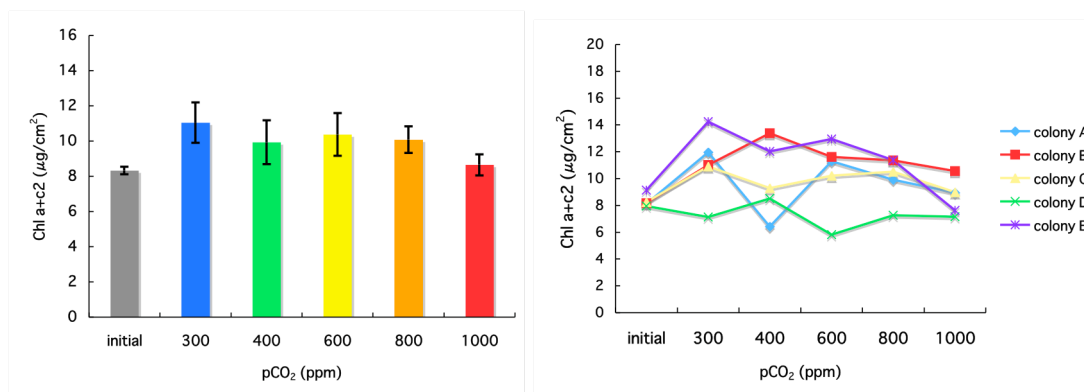 16
14
12
10
8
6
4
2
0
Chl a+c2 (μg/cm²)
initial 300 400 600 800 1000
pCO₂ (ppm)
20
18
16
14
12
10
8
6
4
2
0
Chl a+c2 (μg/cm²)
initial 300 400 600 800 1000
pCO₂ (ppm)
colony A
colony B
colony C
colony D
colony E